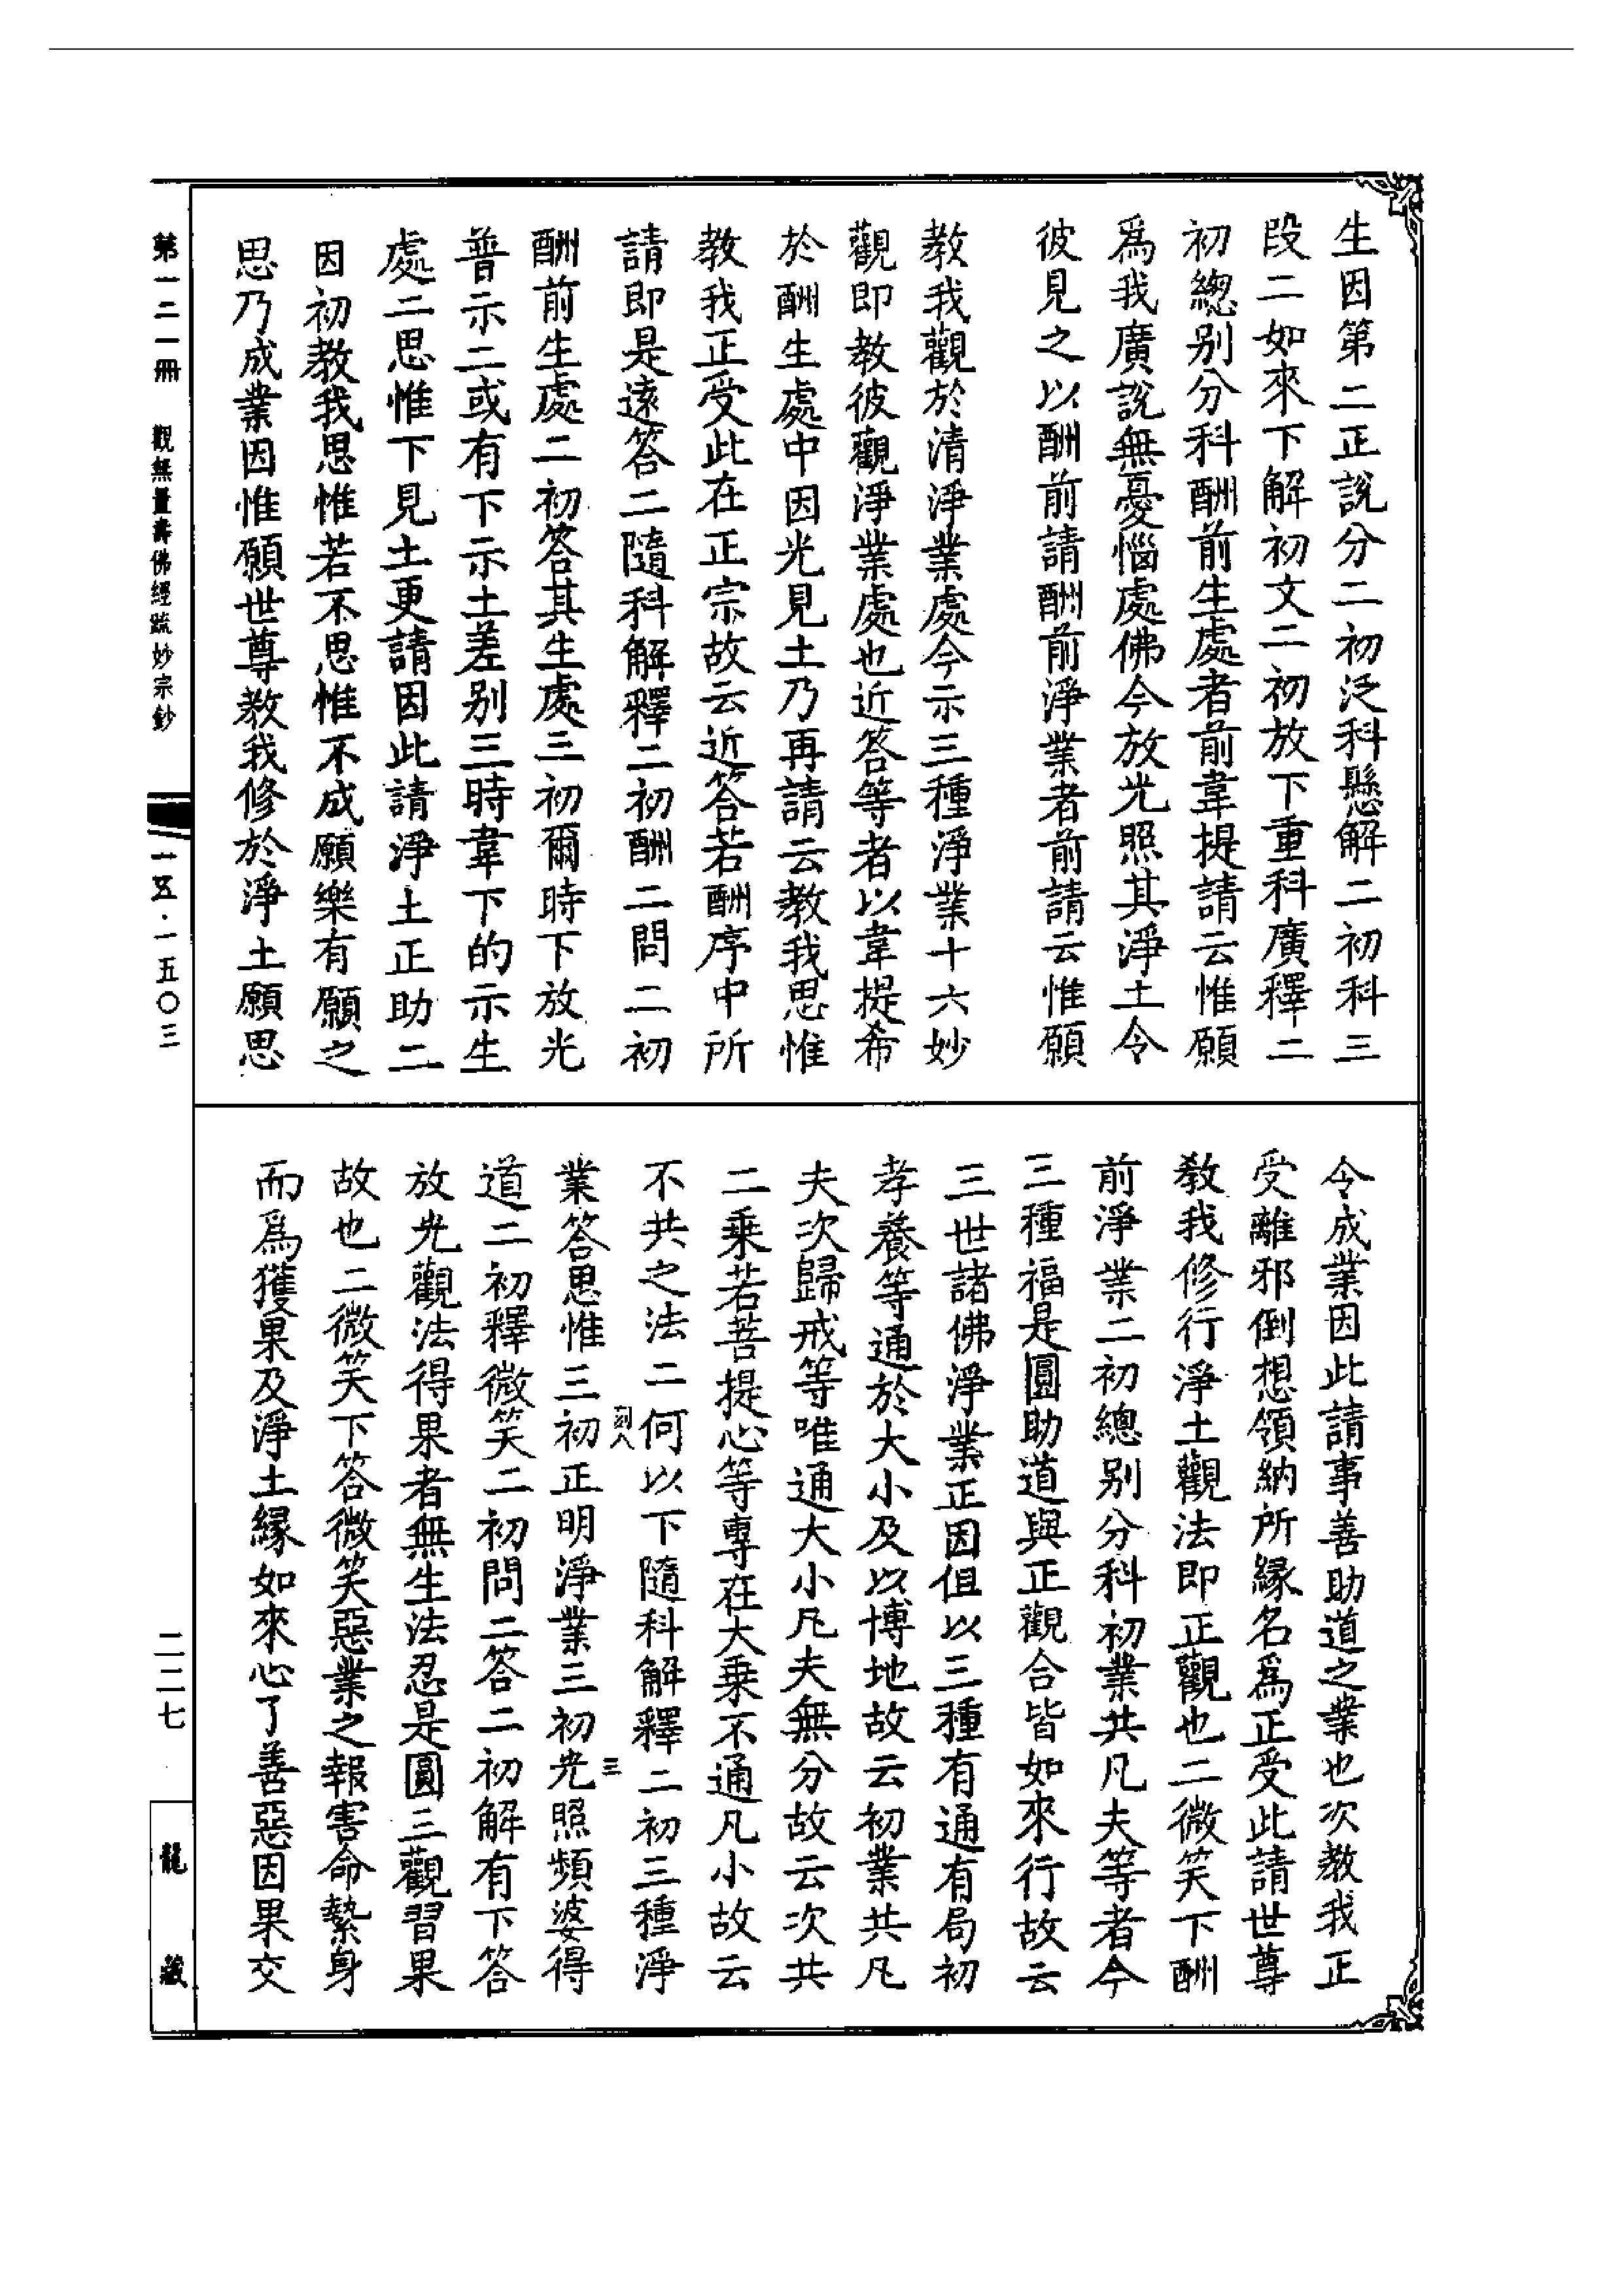 生因第二正說分二初泛科懸解二初科三
段二如來下解初文二初放下重科廣釋二
初總别分科酬前生處者前韋提請云惟願
爲我廣說無憂惱處佛今放光照其淨土令
彼見之以酬前請酬前淨業者前請云惟願
教我觀於清淨業處今示三種淨業十六妙
觀即教彼觀淨業處也近答等者以韋提希
於酬生處中因光見土乃再請云教我思惟
教我正受此在正宗故云近答若酬序中所
請即是遠答二隨科解釋二初酬二問二初
酬前生處二初答其生處三初爾時下放光
普示二或有下示土差别三時韋下的示生
處二思惟下見土更請因此請淨土正助二
因初教我思惟若不思惟不成願樂有願之
思乃成業因惟願世尊教我修於淨土願思
令成業因此請事善助道之業也次教我正
受離邪倒想領納所緣名爲正受此請世尊
教我修行淨土觀法即正觀也二微笑下酬
前淨業二初總别分科初業共凡夫等者今
三種福是圓助道與正觀合皆如來行故云
三世諸佛淨業正因但以三種有通有局初
孝養等通於大小及以博地故云初業共凡
夫次歸戒等唯通大小凡夫無分故云次共
二乗若菩提心等専在大乗不通凡小故云
不共之法二何以下隨科解釋二初三種淨
業答思惟三初正明淨業三初光照頻婆得
道二初釋微笑二初問二答二初解有下答
放光觀法得果者無生法忍是圓三觀習果
故也二微笑下答微笑惡業之報害命縶身
而爲獲果及淨土緣如來心了善惡因果交
刻八
三
第一二一冊 觀無量壽佛經疏妙宗鈔
一五五·一五〇三
二二七
龍藏